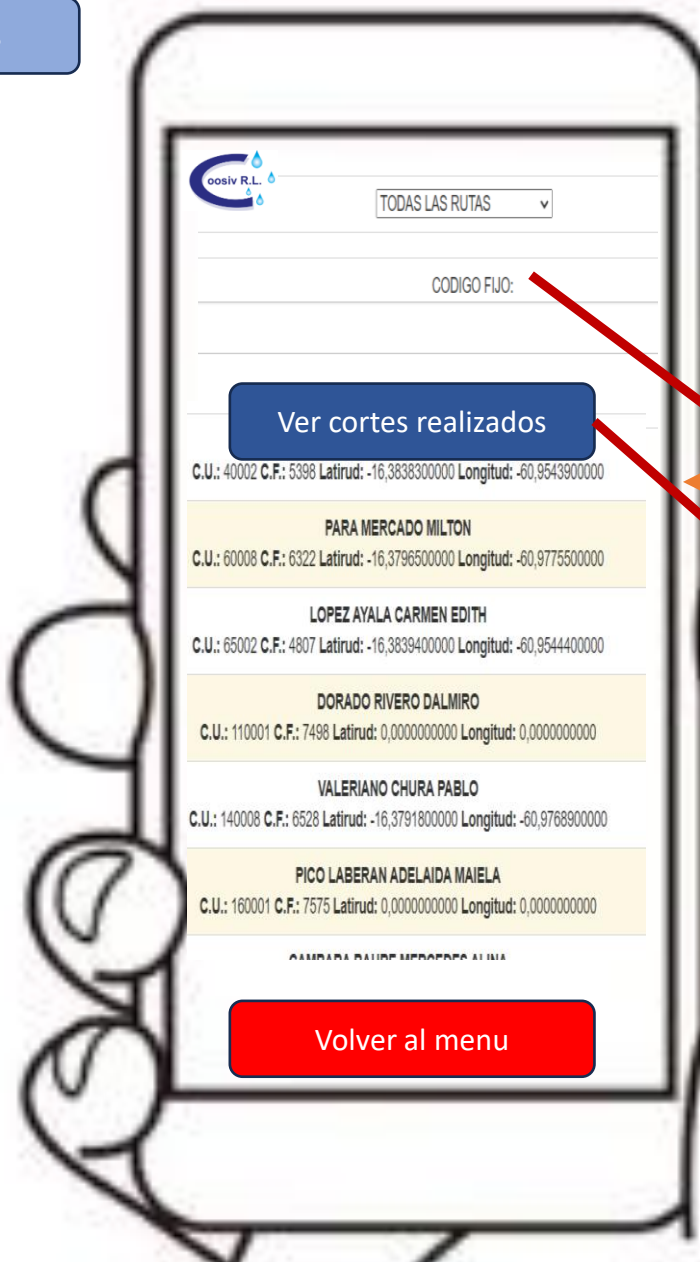 oosiv R.L.
TODAS LAS RUTAS
CODIGO FIJO:
Ver cortes realizados
C.U.: 40002 C.F.: 5398 Latirud: -16,3838300000 Longitud: -60,9543900000
PARA MERCADO MILTON
C.U.: 60008 C.F.: 6322 Latirud: -16,3796500000 Longitud: -60,9775500000
LOPEZ AYALA CARMEN EDITH
C.U.: 65002 C.F.: 4807 Latirud: -16,3839400000 Longitud: -60,9544400000
DORADO RIVERO DALMIRO
C.U.: 110001 C.F.: 7498 Latirud: 0,0000000000 Longitud: 0,0000000000
VALERIANO CHURA PABLO
C.U.: 140008 C.F.: 6528 Latirud: -16,3791800000 Longitud: -60,9768900000
PICO LABERAN ADELAIDA MAIELA
C.U.: 160001 C.F.: 7575 Latirud: 0,0000000000 Longitud: 0,0000000000
MERCEDES ALINA
Volver al menu